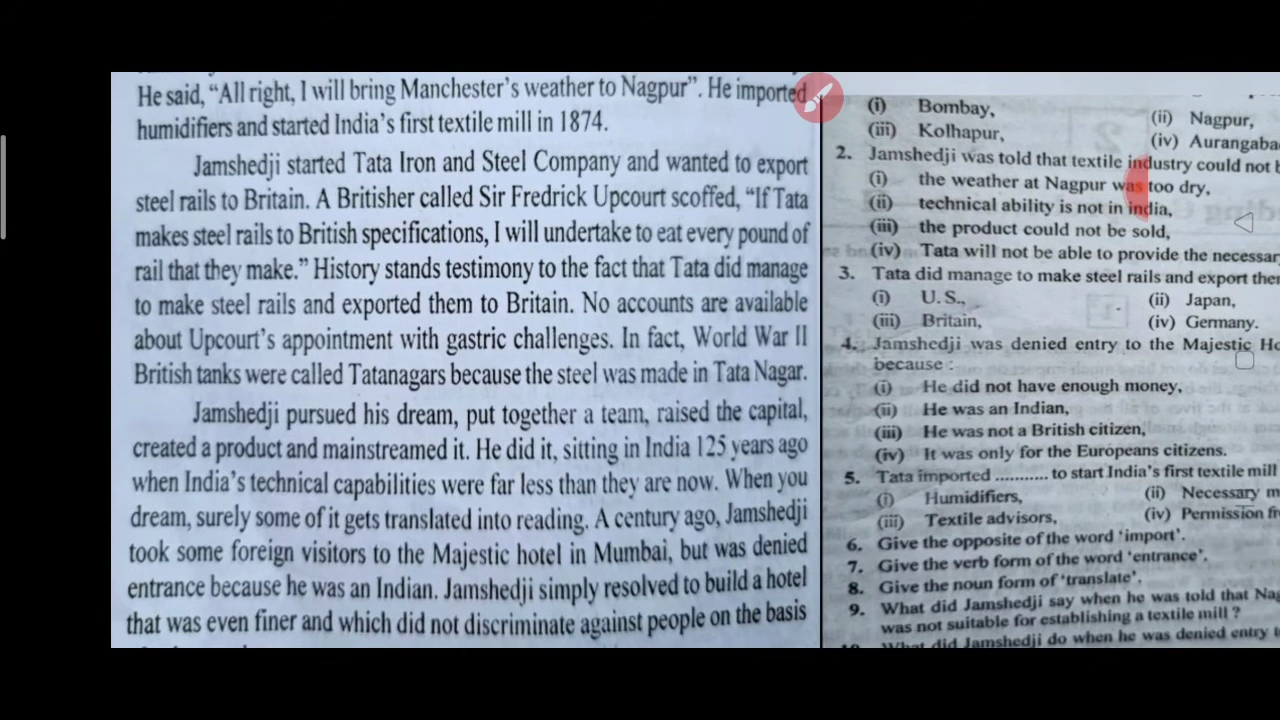 He said, “All right, I will bring Manchester’s weather to Nagpur”. He imported
humidifiers and started India’s first textile mill in 1874.
Jamshedji started Tata Iron and Steel Company and wanted to export
steel rails to Britain. A Britisher called Sir Fredrick Upcourt scoffed, “If Tata
makes steel rails to British specifications, I will undertake to eat every pound of
rail that they make.” History stands testimony to the fact that Tata did manage
to make steel rails and exported them to Britain. No accounts are available
about Upcourt’s appointment with gastric challenges. In fact, World War II
British tanks were called Tatanagars because the steel was made in Tata Nagar.
Jamshedji pursued his dream, put together a team, raised the capital,
created a product and mainstreamed it. He did it, sitting in India 125 years ago
when India’s technical capabilities were far less than they are now. When you
dream, surely some of it gets translated into reading. A century ago, Jamshedji
took some foreign visitors to the Majestic hotel in Mumbai, but was denied
entrance because he was an Indian. Jamshedji simply resolved to build a hotel
that was even finer and which did not discriminate against people on the basis
(i) Bombay, (ii) Nagpur,
(iii) Kolhapur, (iv) Aurangaba
2. Jamshedji was told that textile industry could not b
(i) the weather at Nagpur was too dry,
(ii) technical ability is not in india,
(iii) the product could not be sold,
(iv) Tata will not be able to provide the necessar
3. Tata did manage to make steel rails and export then
(i) U. S., (ii) Japan,
(iii) Britain, (iv) Germany.
4. Jamshedji was denied entry to the Majestic Ho
because :
(i) He did not have enough money,
(ii) He was an Indian,
(iii) He was not a British citizen,
(iv) It was only for the Europeans citizens.
5. Tata imported ........... to start India’s first textile mill
(i) Humidifiers, (ii) Necessary m
(iii) Textile advisors, (iv) Permission fr
6. Give the opposite of the word ‘import’.
7. Give the verb form of the word ‘entrance’.
8. Give the noun form of ‘translate’.
9. What did Jamshedji say when he was told that Nag
was not suitable for establishing a textile mill ?
What did Jamshedji do when he was denied entry t